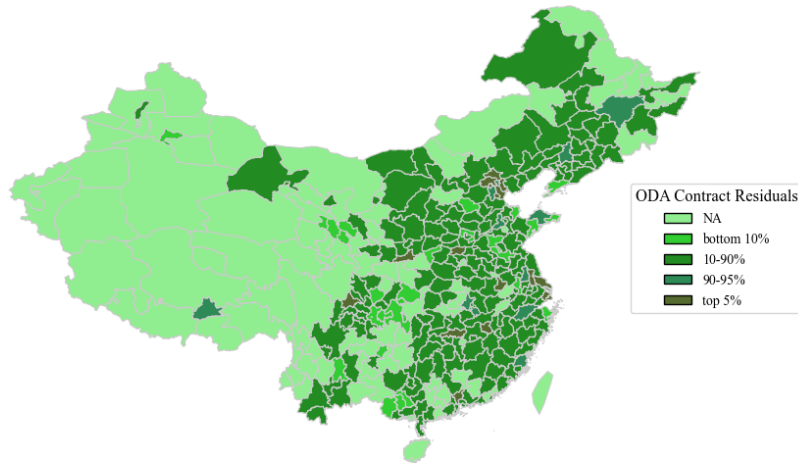 ODA Contract Residuals
NA
bottom 10%
10-90%
90-95%
top 5%